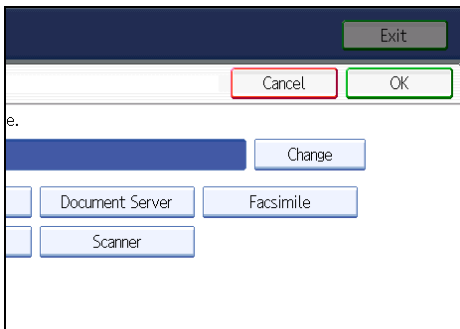 Exit
Cancel OK
e.
Change
Document Server Facsimile
Scanner